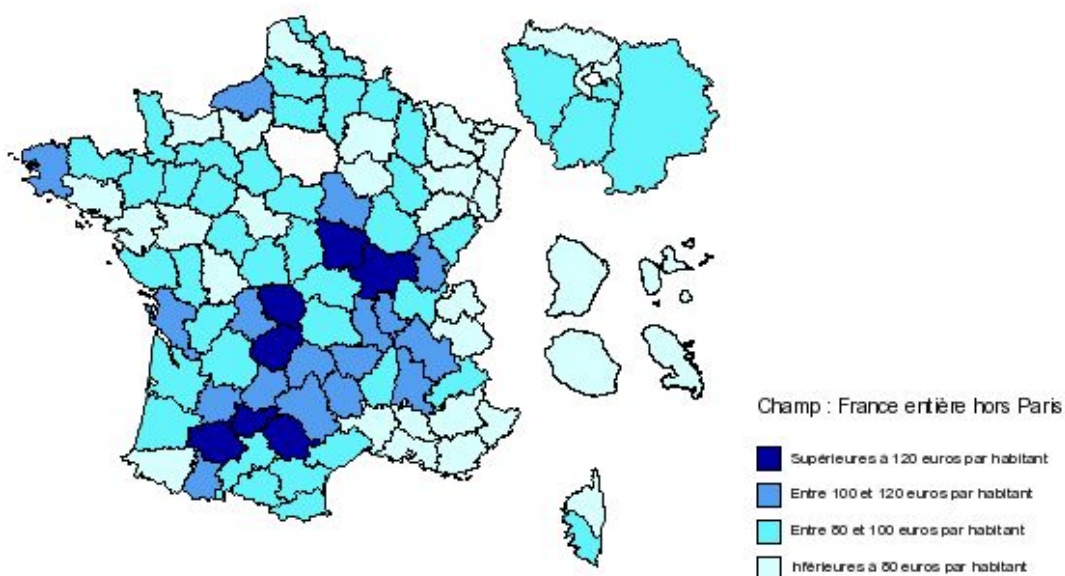 Champ : France entière hors Paris
Supérieures à 120 euros par habitant
Entre 100 et 120 euros par habitant
Entre 80 et 100 euros par habitant
nférieures à 80 euros par habitant